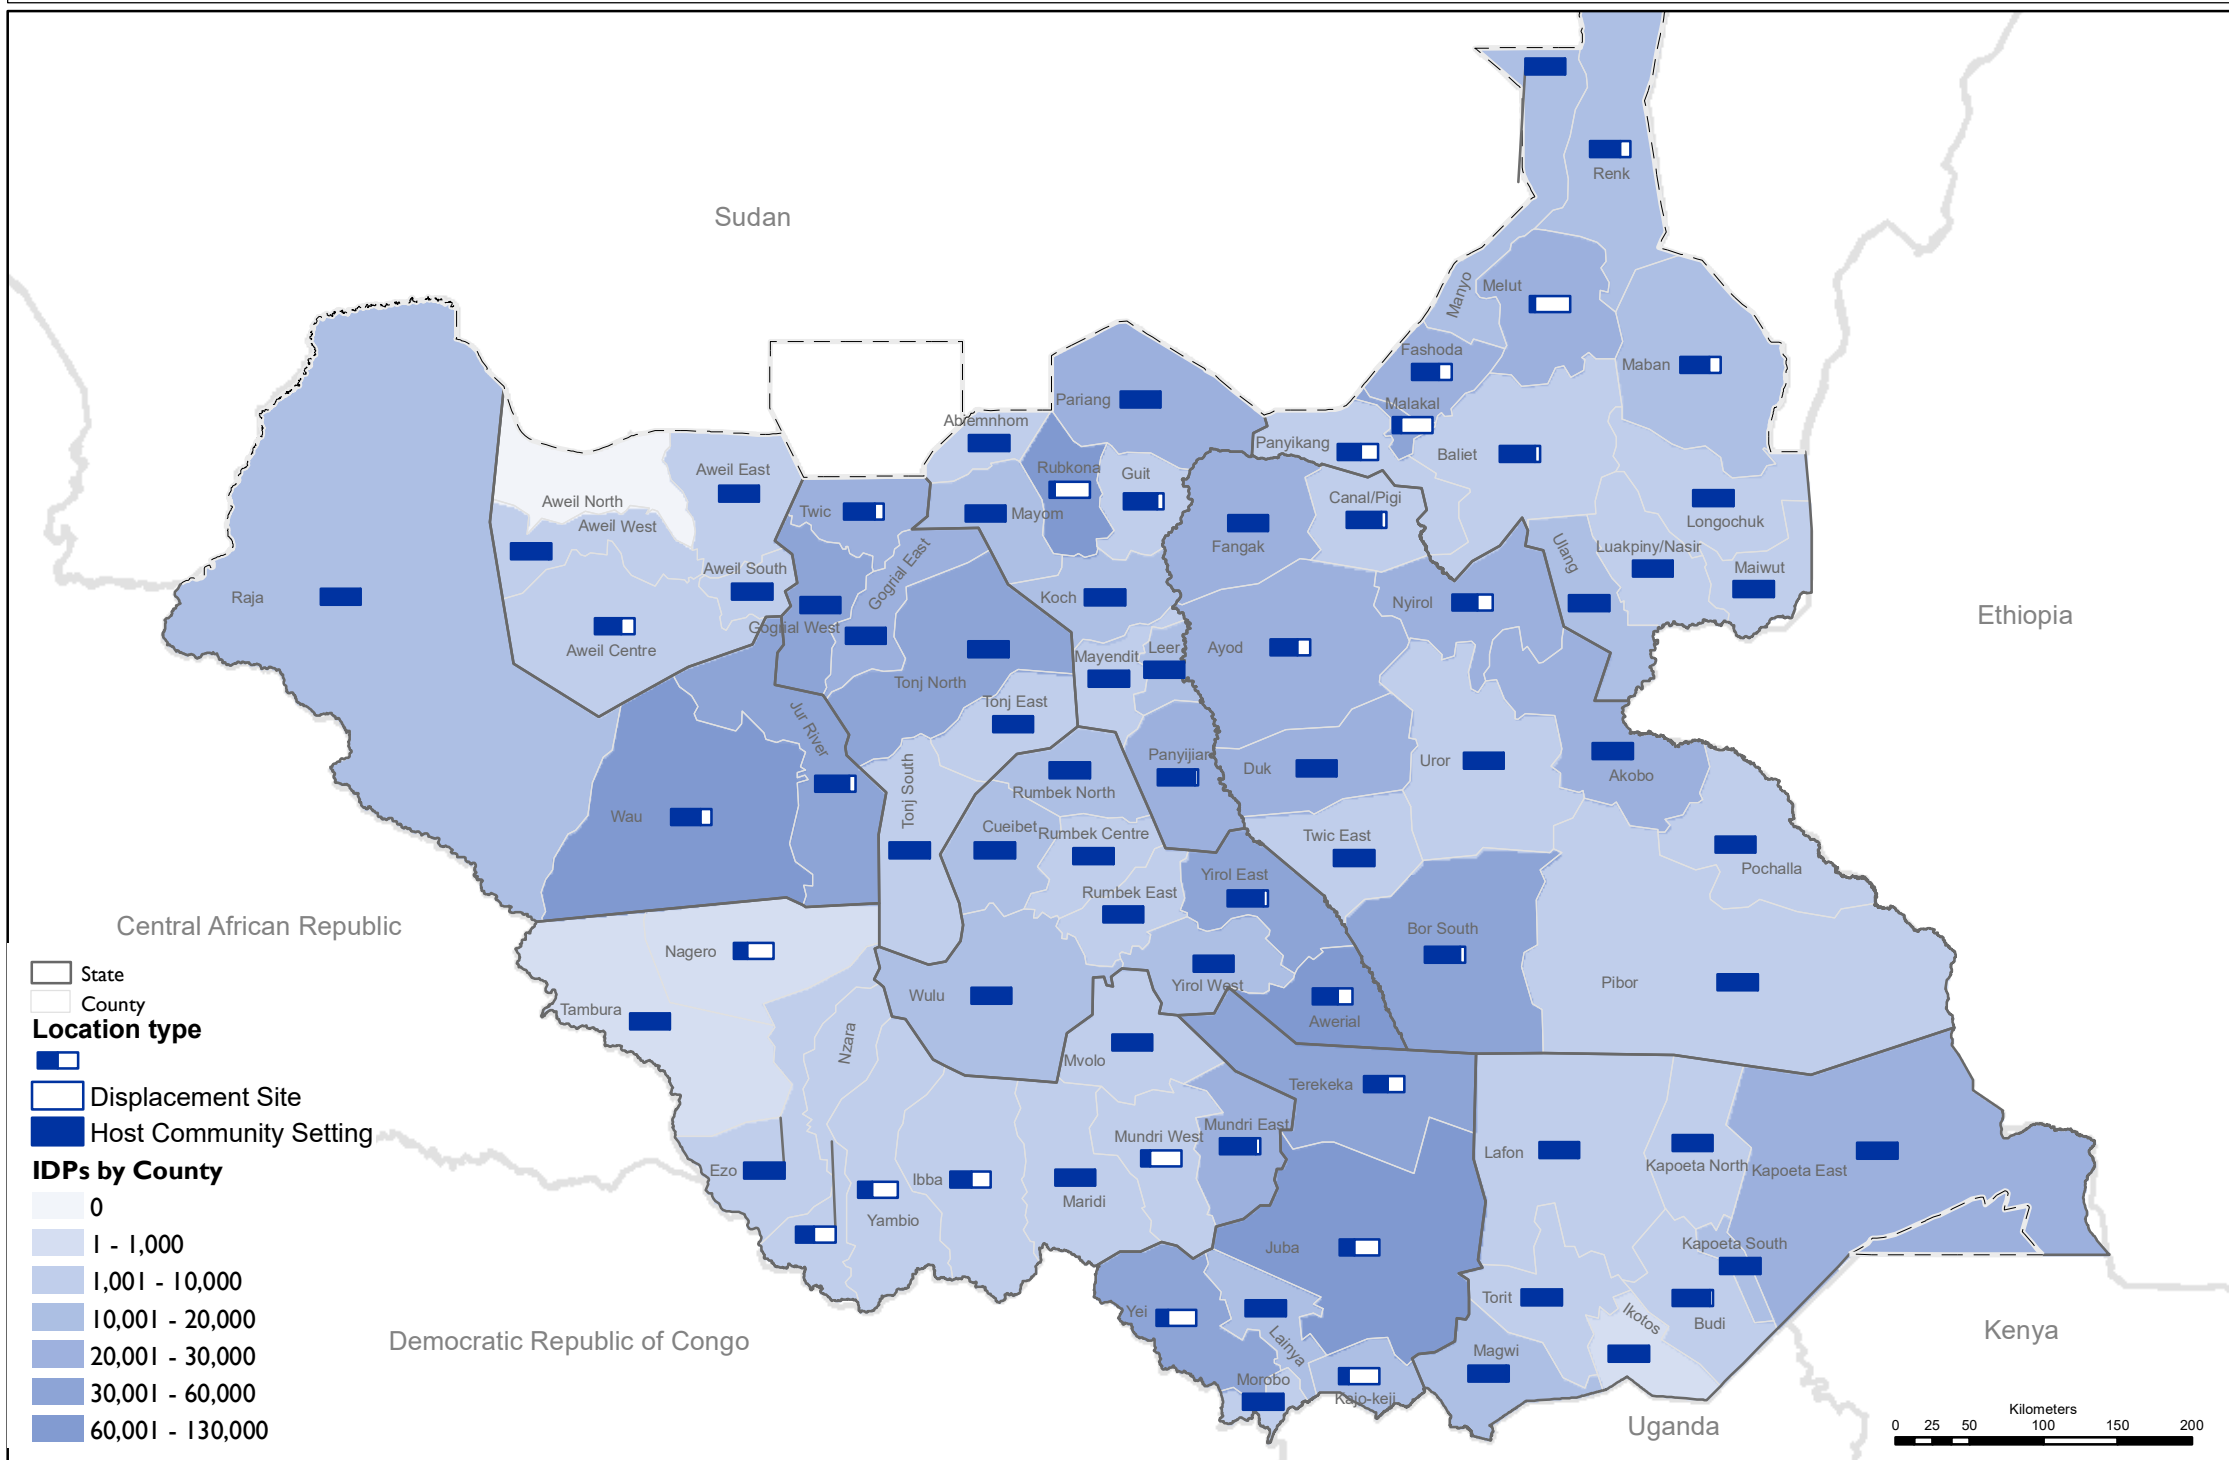 Sudan
Renk
Manyo
Melut
Fashoda
Maban
Malakal
Pariang
Abiemnhom
Panyikang
Baliet
Rubkona
Guit
Aweil East
Aweil North
Twic
Mayom
Canal/Pigi
Longochuk
Aweil West
Fangak
Ulang
Luakpiny/Nasir
Maiwut
Aweil South
Gogrial East
Raja
Koch
Nyirol
Ethiopia
Gogrial West
Aweil Centre
Mayendit
Leer
Ayod
Tonj North
Tonj East
Jur River
Panyijiar
Duk
Uror
Akobo
Tonj South
Rumbek North
Wau
Cueibet
Rumbek Centre
Twic East
Pochalla
Yirol East
Rumbek East
Central African Republic
Bor South
Nagero
Pibor
Yirol West
Wulu
Tambura
Awerial
Nzara
Mvolo
Terekeka
Mundri East
Mundri West
Lafon
Kapoeta North
Kapoeta East
Ezo
Ibba
Maridi
Yambio
Juba
Kapoeta South
Torit
Ikotos
Budi
Yei
Lainya
Democratic Republic of Congo
Kenya
Magwi
Morobo
Kajo-keji
Uganda
State
County
Location type
Displacement Site
Host Community Setting
IDPs by County
0
1 - 1,000
1,001 - 10,000
10,001 - 20,000
20,001 - 30,000
30,001 - 60,000
60,001 - 130,000
Kilometers
0 25 50 100 150 200